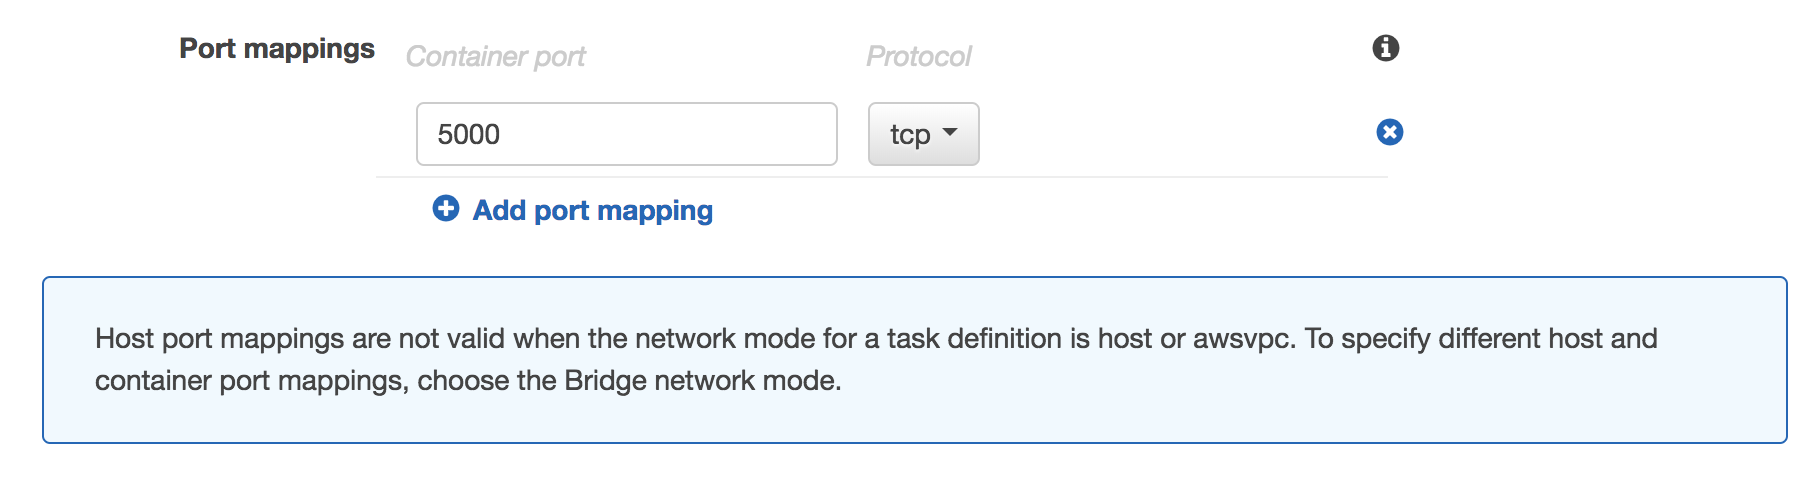 Port mappings
Container port
Protocol
5000
tcp
Add port mapping
Host port mappings are not valid when the network mode for a task definition is host or awsvpc. To specify different host and
container port mappings, choose the Bridge network mode.